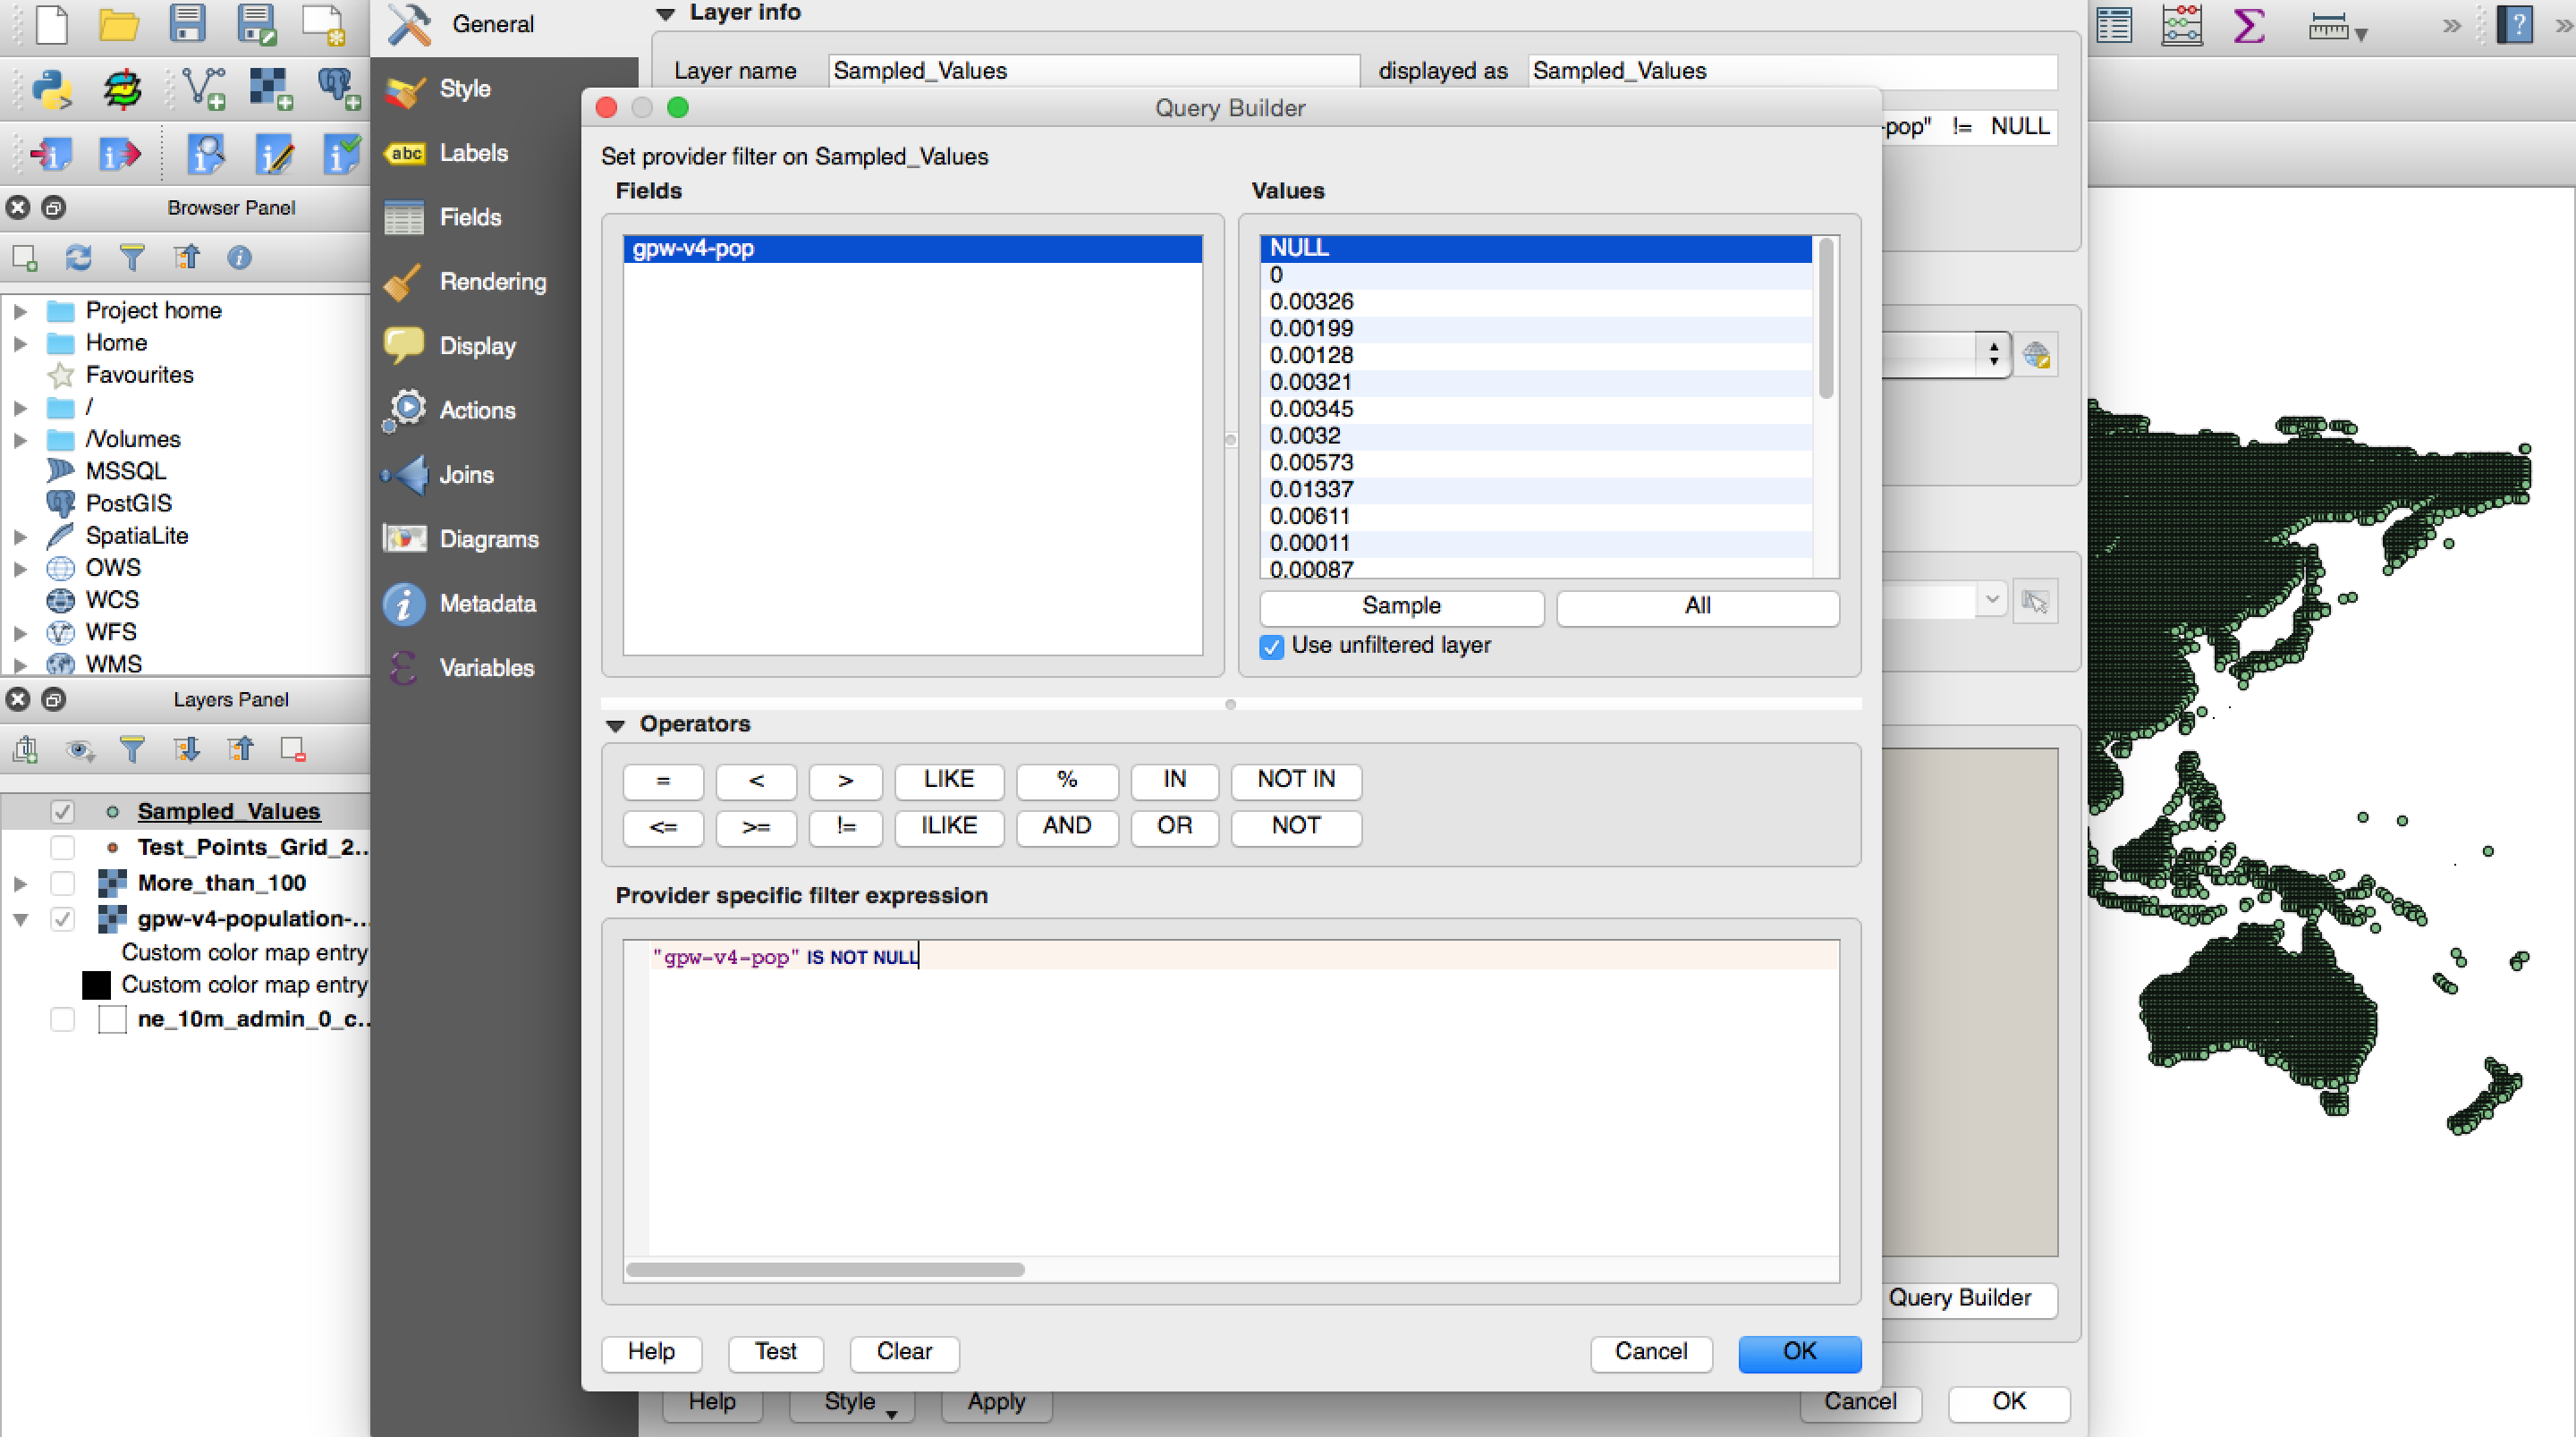 General
Layer info
Layer name
Sampled_Values
displayed as
Sampled_Values
Style
Query Builder
-pop" != NULL
Labels
abc
Set provider filter on Sampled_Values
Fields
Fields
Values
Browser Panel
gpw-v4-pop
NULL
0
0.00326
0.00199
0.00128
0.00321
0.00345
0.0032
0.00573
0.01337
0.00611
0.00011
0.00087
Sample
All
Use unfiltered layer
Rendering
Display
Actions
Joins
Diagrams
Metadata
Variables
Project home
Home
Favourites
/
/Volumes
MSSQL
PostGIS
SpatiaLite
OWS
WCS
WFS
WMS
Layers Panel
Operators
=
<
>
LIKE
%
IN
NOT IN
<=
>=
!=
ILIKE
AND
OR
NOT
Sampled_Values
Test_Points_Grid_2...
More_than_100
gpw-v4-population-...
Custom color map entry
Custom color map entry
ne_10m_admin_0_c...
Provider specific filter expression
"gpw-v4-pop" IS NOT NULL
Query Builder
Help
Test
Clear
Cancel
OK
Help
Style
Apply
Cancel
OK